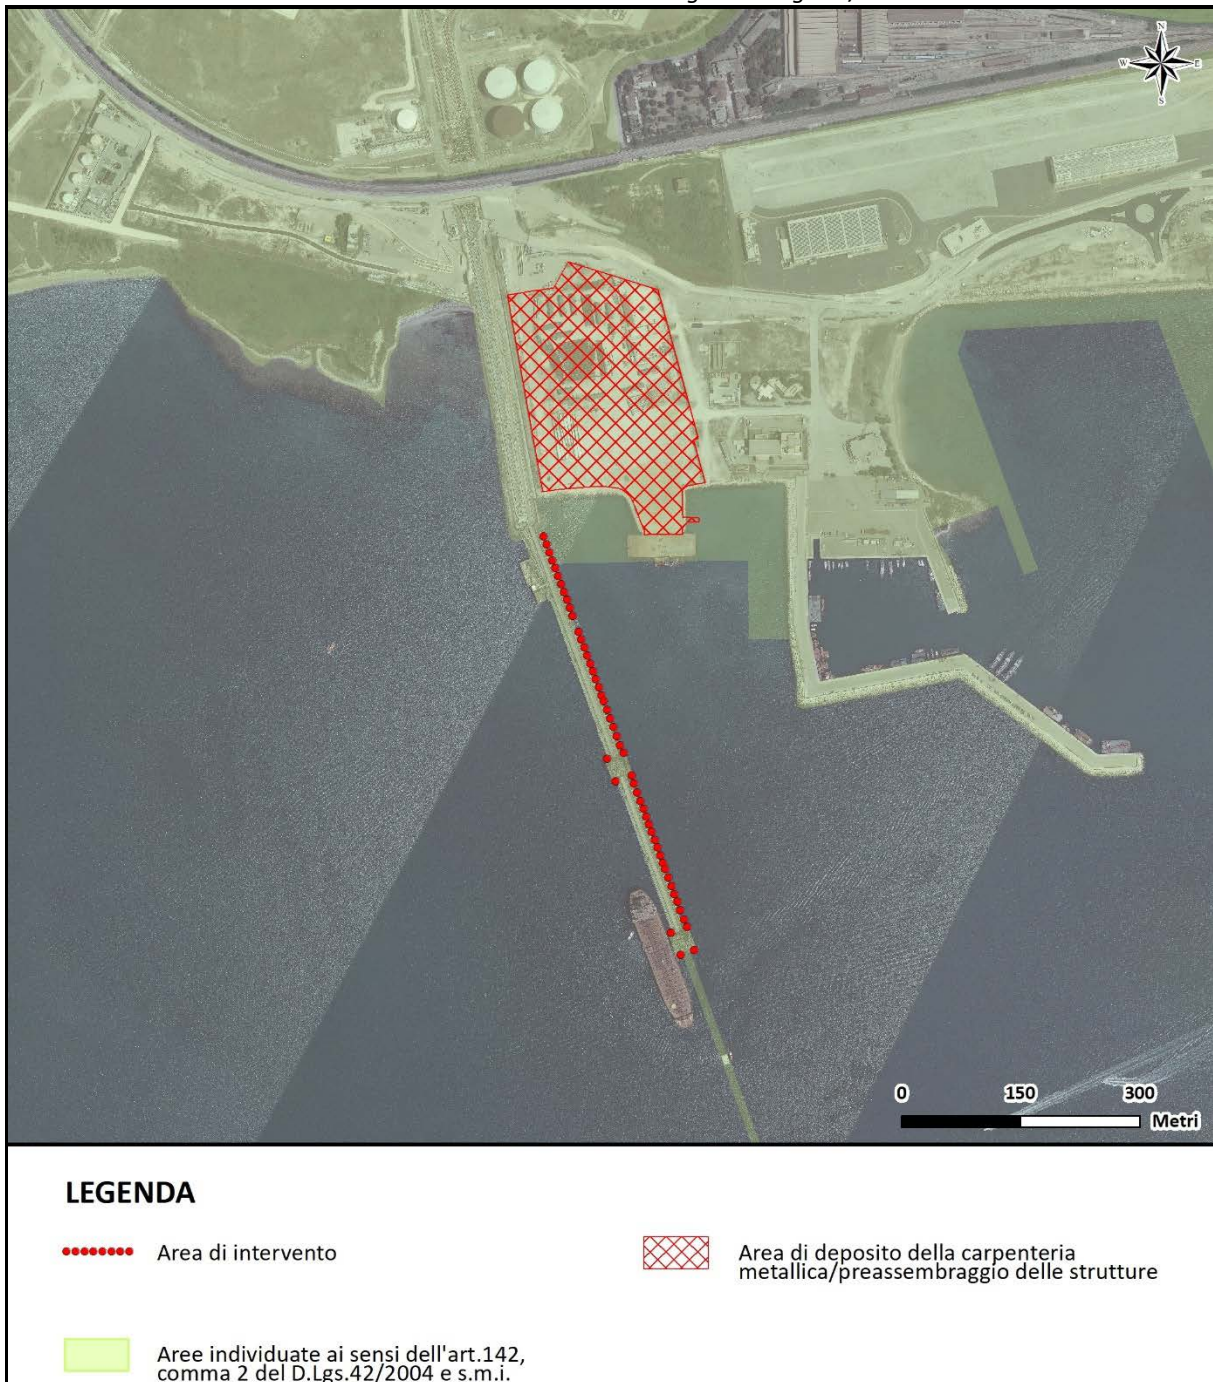 N
W E
S
0 150 300
Metri
LEGENDA
Area di intervento
Area di deposito della carpenteria
metallica/preassembraggio delle strutture
Aree individuate ai sensi dell'art.142,
comma 2 del D.Lgs.42/2004 e s.m.i.